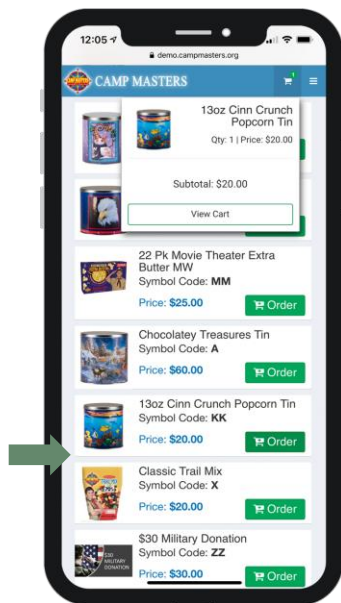 12:05
demo.campmasters.org
CAMP MASTERS
1
13oz Cinn Crunch
Popcorn Tin
Qty: 1 | Price: $20.00
Subtotal: $20.00
View Cart
22 Pk Movie Theater Extra
Butter MW
Symbol Code: MM
Price: $25.00
Order
Chocolatey Treasures Tin
Symbol Code: A
Price: $60.00
Order
13oz Cinn Crunch Popcorn Tin
Symbol Code: KK
Price: $20.00
Order
Classic Trail Mix
Symbol Code: X
Price: $20.00
Order
$30 Military Donation
Symbol Code: ZZ
Price: $30.00
Order
$30
MILITARY
DONATION